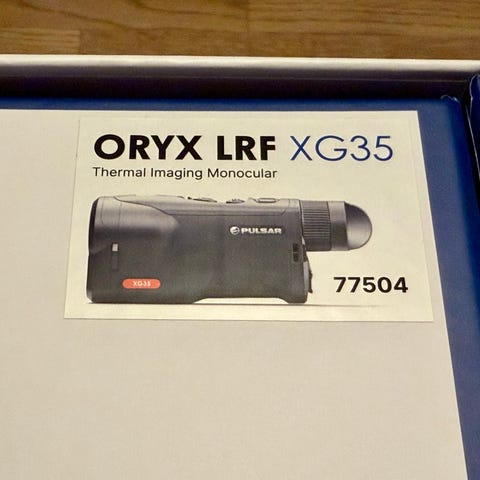 ORYX LRF XG35
Thermal Imaging Monocular
PULSAR
XG35
77504